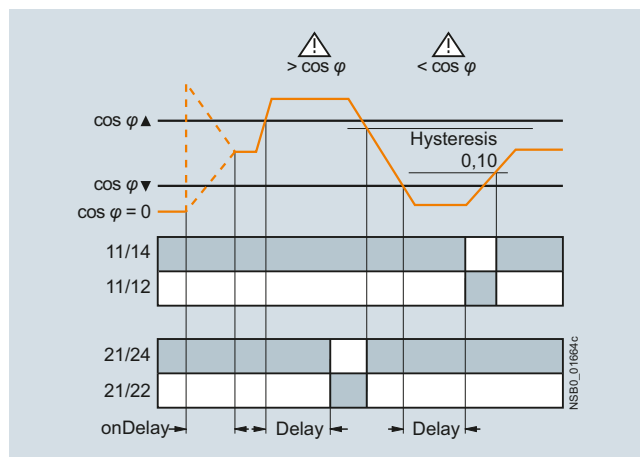 > cos φ
< cos φ
cos φ▲
Hysteresis
0,10
cos φ▼
cos φ = 0
11/14
11/12
21/24
21/22
onDelay
Delay
Delay
NSB0_01664c